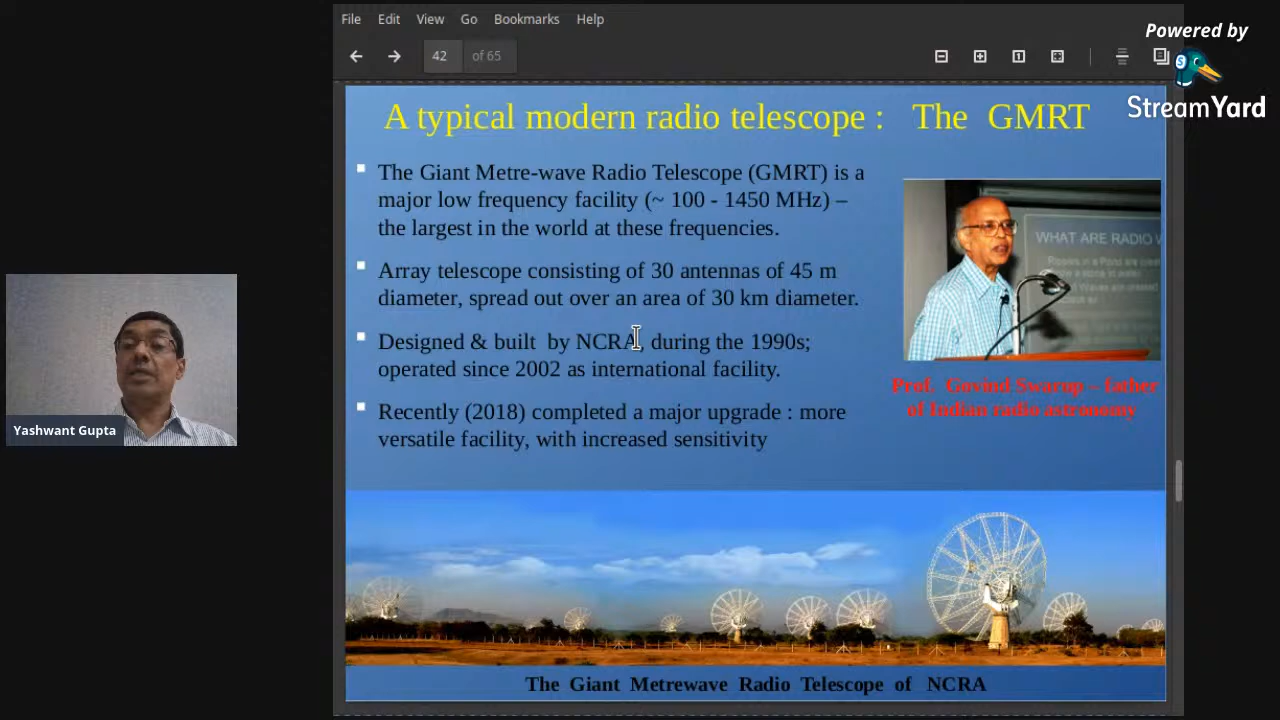 File Edit View Go Bookmarks Help
42 of 65
Powered by
StreamYard
A typical modern radio telescope : The GMRT
The Giant Metre-wave Radio Telescope (GMRT) is a
major low frequency facility (~ 100 - 1450 MHz) –
the largest in the world at these frequencies.
Array telescope consisting of 30 antennas of 45 m
diameter, spread out over an area of 30 km diameter.
Designed & built by NCRA, during the 1990s;
operated since 2002 as international facility.
Recently (2018) completed a major upgrade : more
versatile facility, with increased sensitivity
WHAT ARE RADIO W
Prof. Govind Swarup – father
of Indian radio astronomy
Yashwant Gupta
The Giant Metrewave Radio Telescope of NCRA